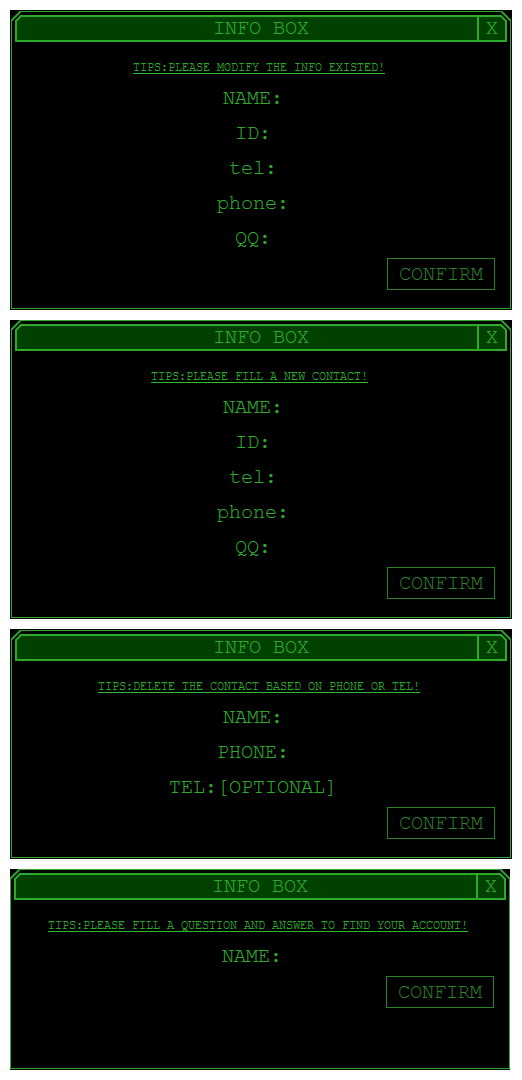 INFO BOX X
TIPS:PLEASE MODIFY THE INFO EXISTED!
NAME:
ID:
tel:
phone:
QQ:
CONFIRM
INFO BOX X
TIPS:PLEASE FILL A NEW CONTACT!
NAME:
ID:
tel:
phone:
QQ:
CONFIRM
INFO BOX X
TIPS:DELETE THE CONTACT BASED ON PHONE OR TEL!
NAME:
PHONE:
TEL:[OPTIONAL]
CONFIRM
INFO BOX X
TIPS:PLEASE FILL A QUESTION AND ANSWER TO FIND YOUR ACCOUNT!
NAME:
CONFIRM